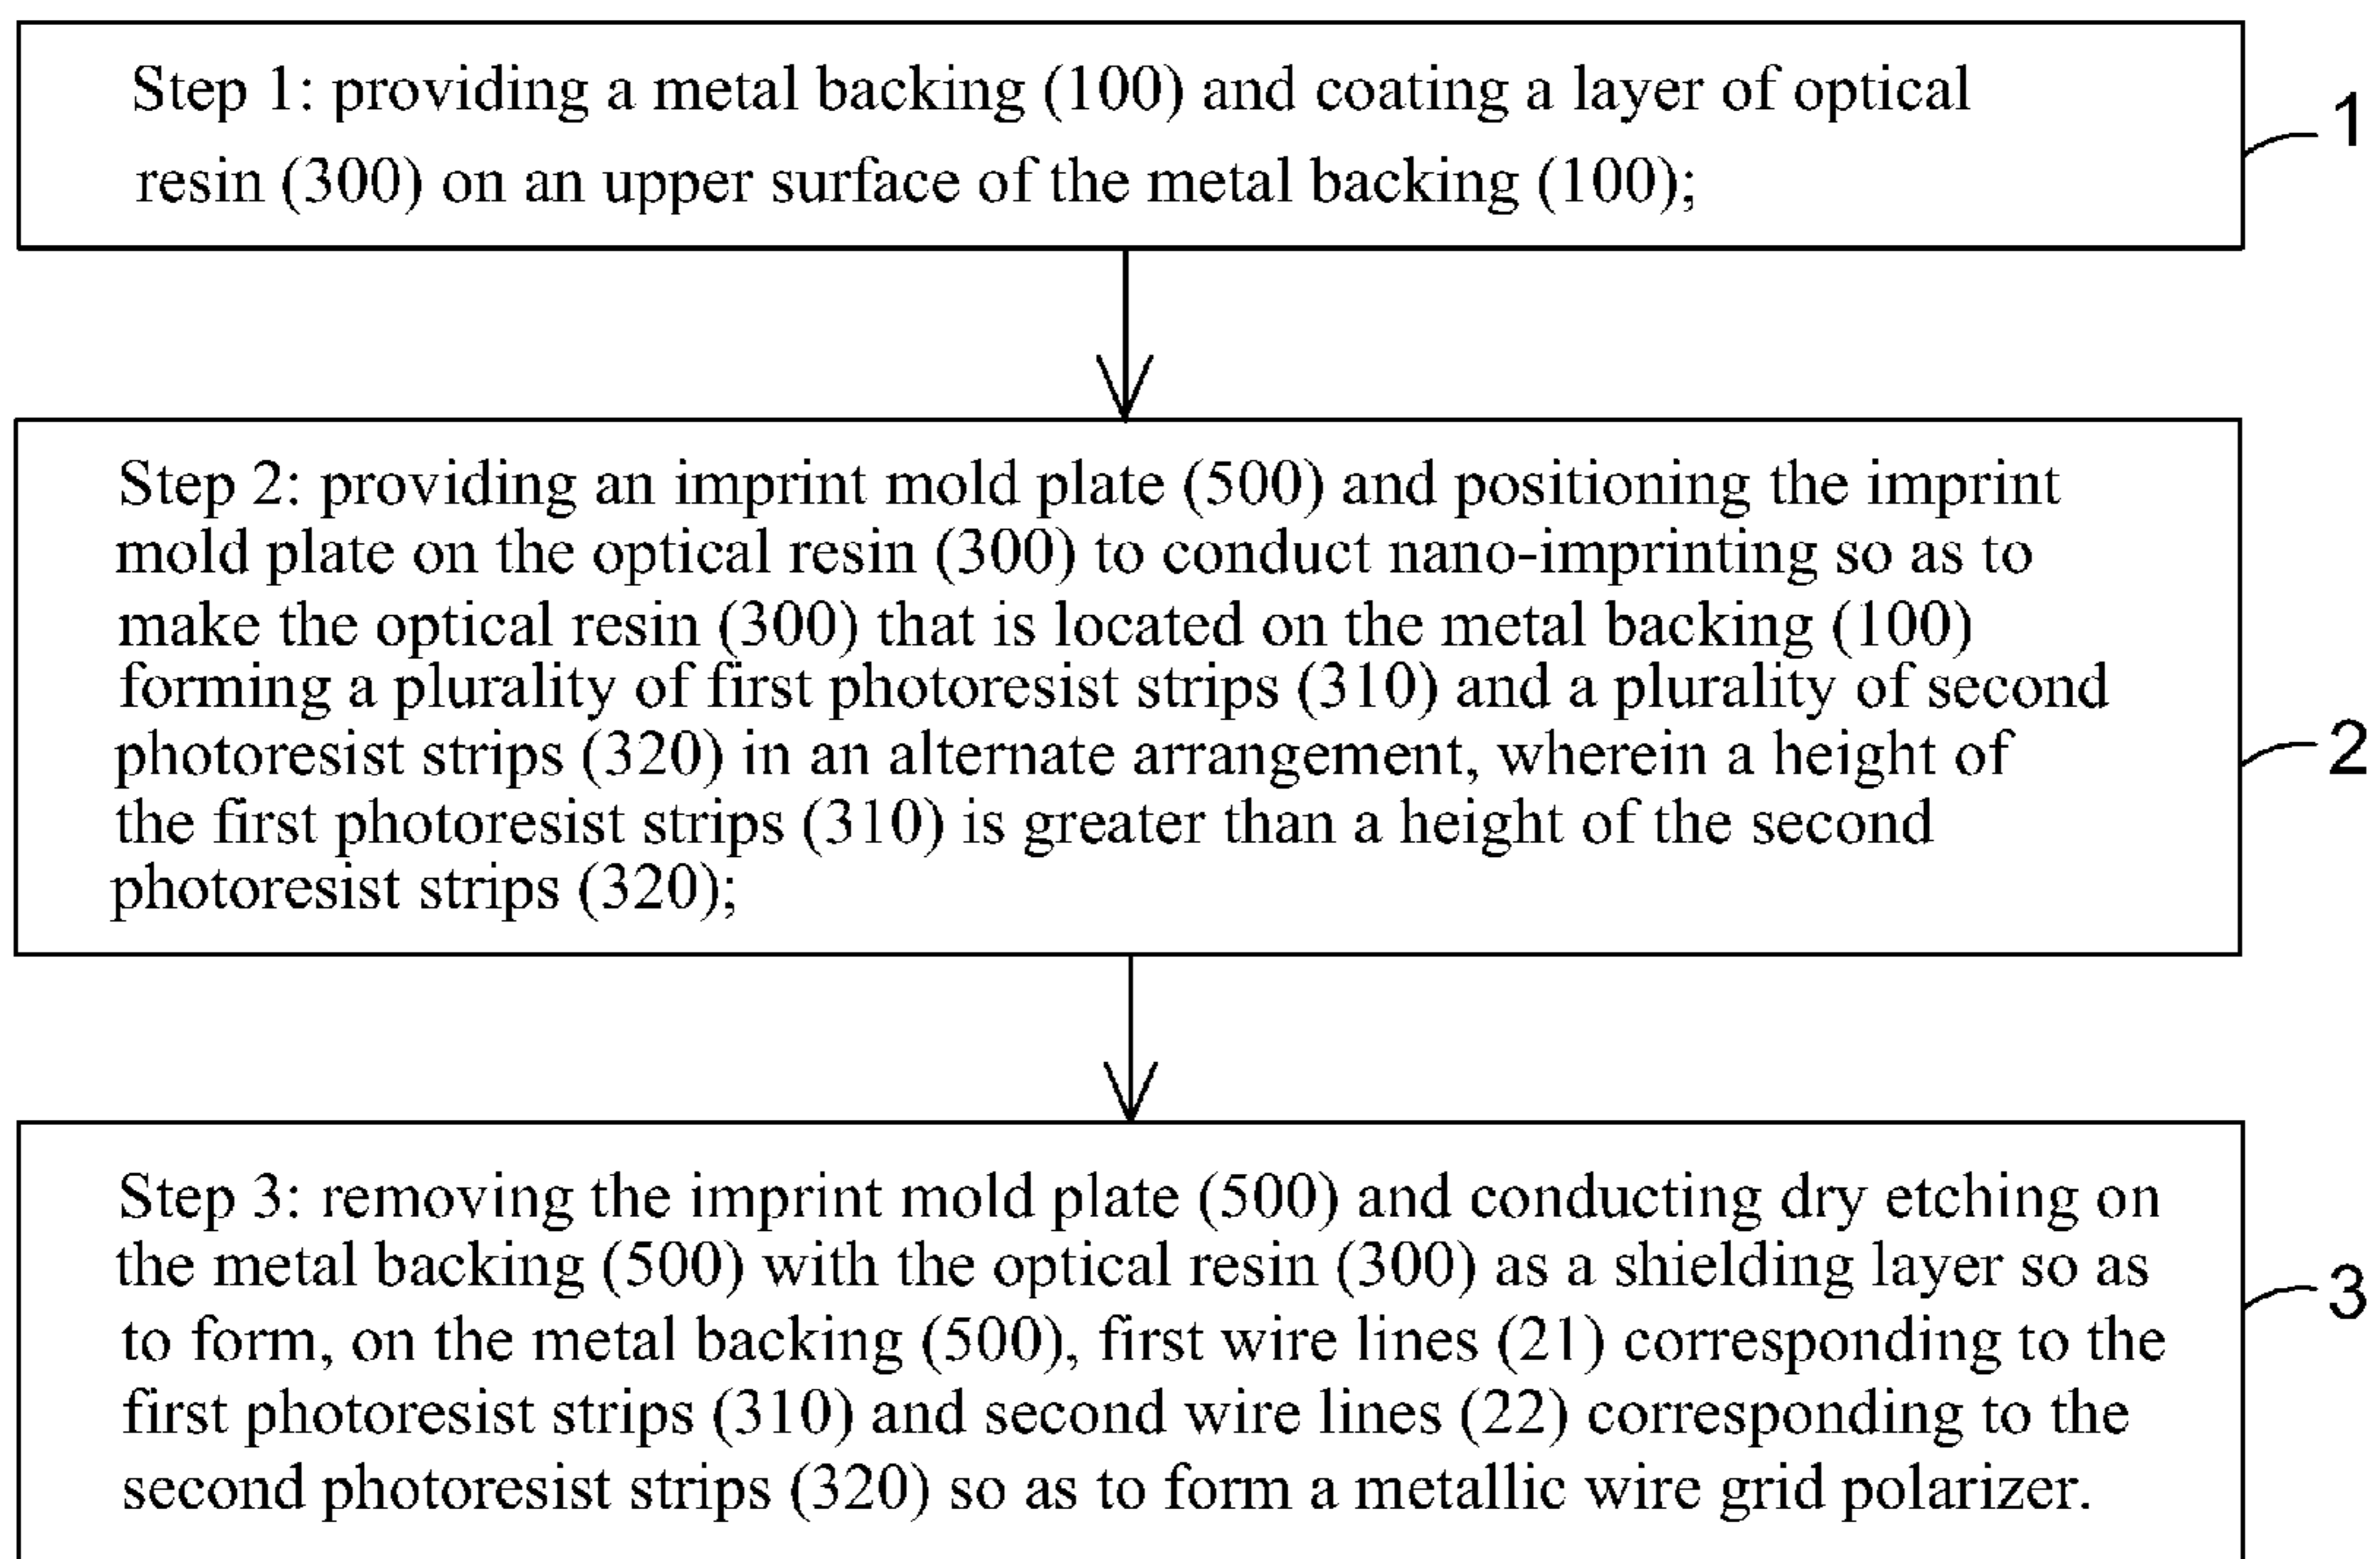 Step 1: providing a metal backing (100) and coating a layer of optical
resin (300) on an upper surface of the metal backing (100);
1
Step 2: providing an imprint mold plate (500) and positioning the imprint
mold plate on the optical resin (300) to conduct nano-imprinting so as to
make the optical resin (300) that is located on the metal backing (100)
forming a plurality of first photoresist strips (310) and a plurality of second
photoresist strips (320) in an alternate arrangement, wherein a height of
the first photoresist strips (310) is greater than a height of the second
photoresist strips (320);
2
Step 3: removing the imprint mold plate (500) and conducting dry etching on
the metal backing (500) with the optical resin (300) as a shielding layer so as
to form, on the metal backing (500), first wire lines (21) corresponding to the
first photoresist strips (310) and second wire lines (22) corresponding to the
second photoresist strips (320) so as to form a metallic wire grid polarizer.
3